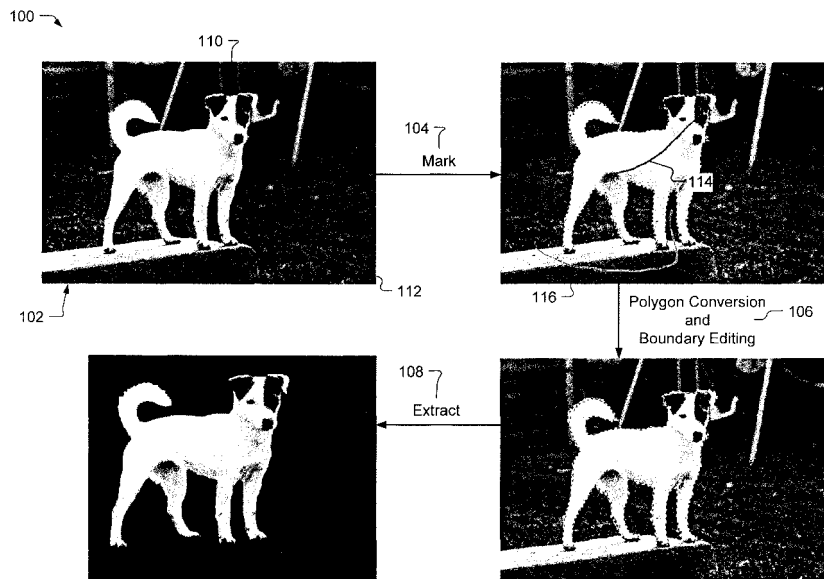 100
110
104
Mark
114
102
112
116
Polygon Conversion
and
Boundary Editing
106
108
Extract